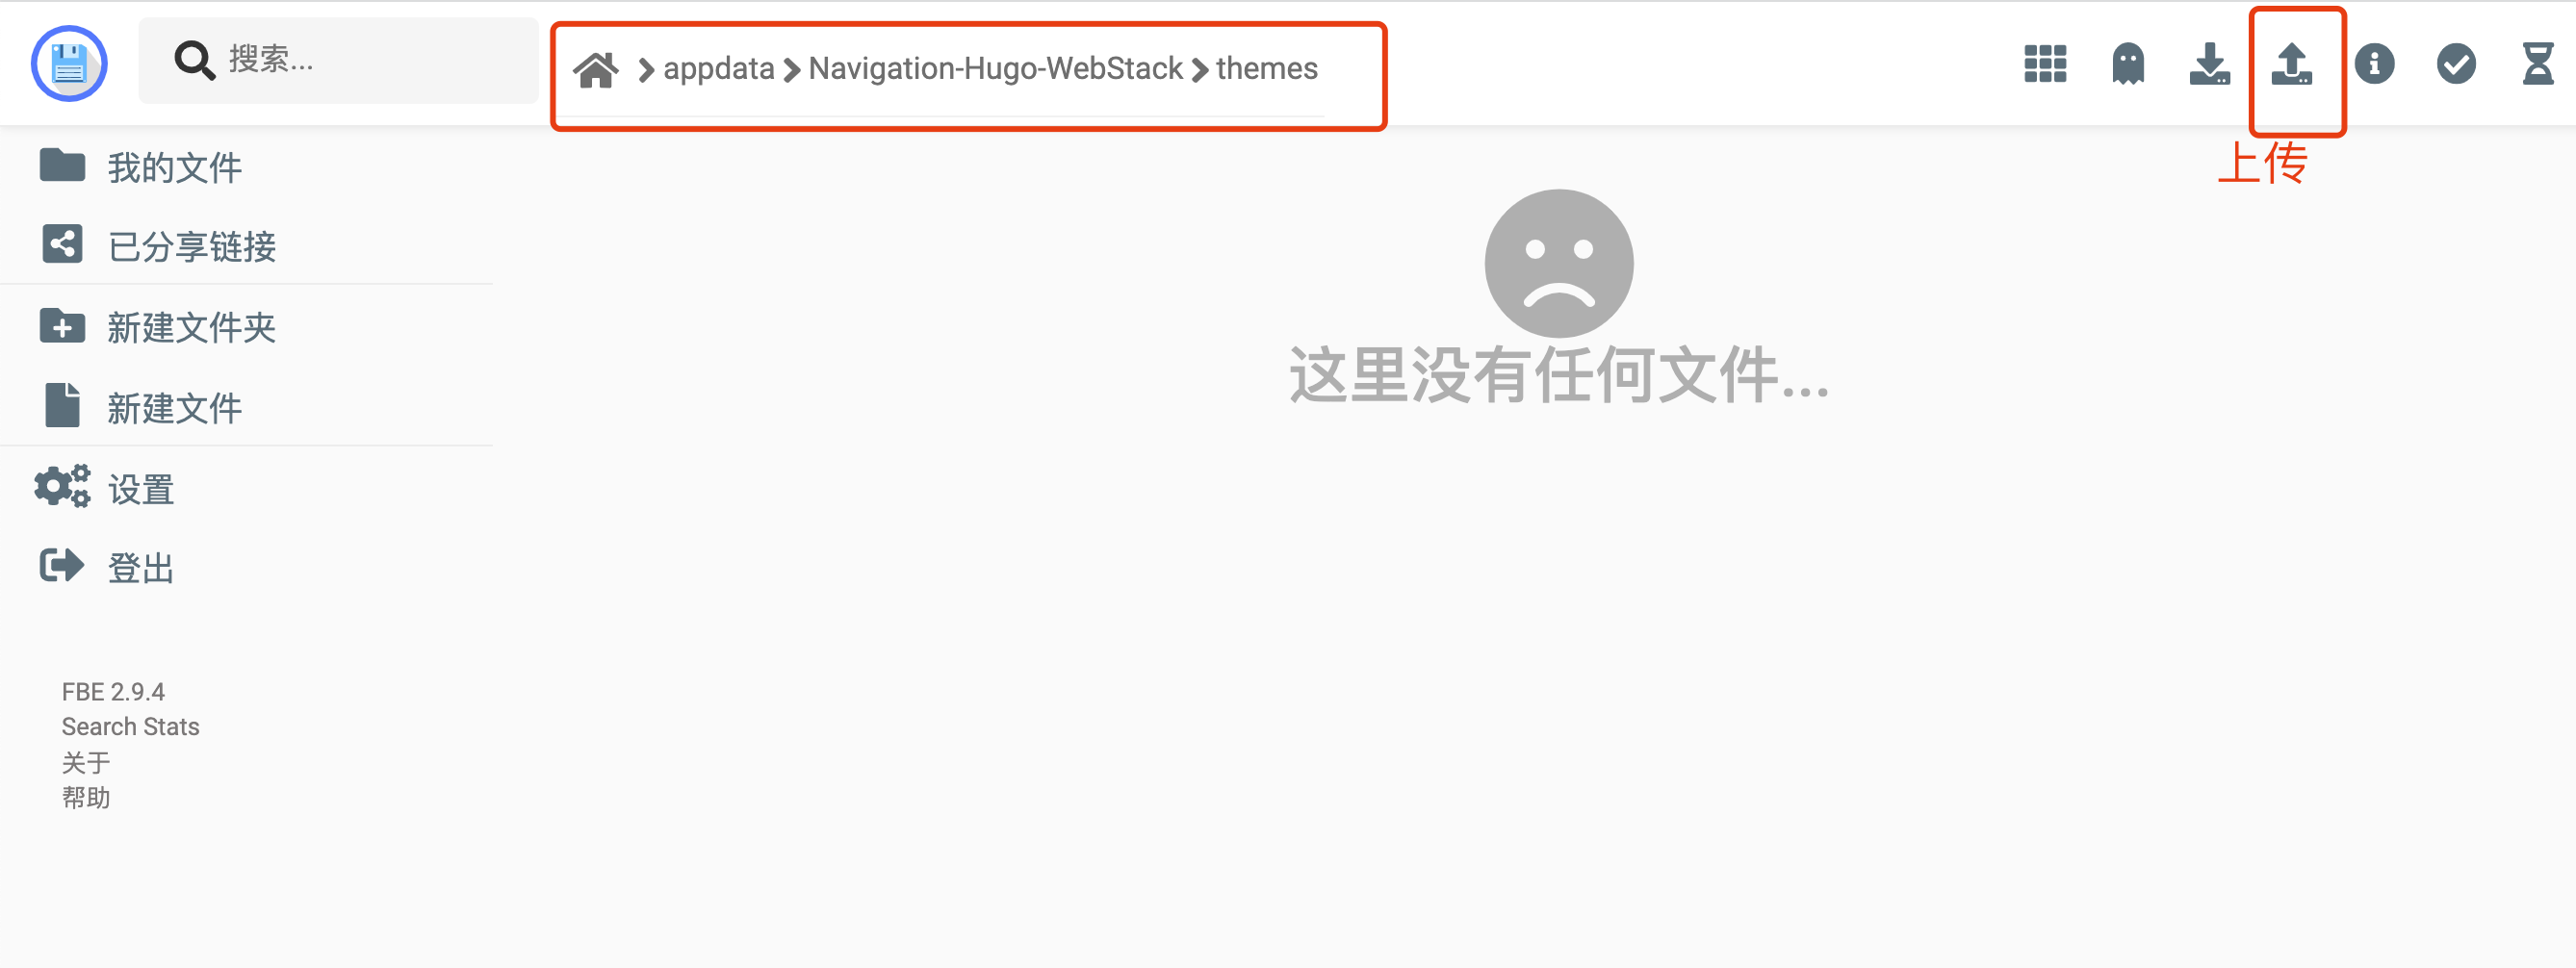 搜索...
appdata Navigation-Hugo-WebStack themes
上传
我的文件
已分享链接
新建文件夹
新建文件
设置
登出
这里没有任何文件...
FBE 2.9.4
Search Stats
关于
帮助